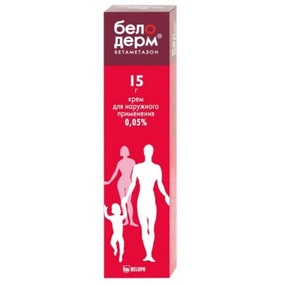 бело
дерм®
БЕТАМЕТАЗОН
15
г
крем
для наружного
применения
0,05%
BELUPO